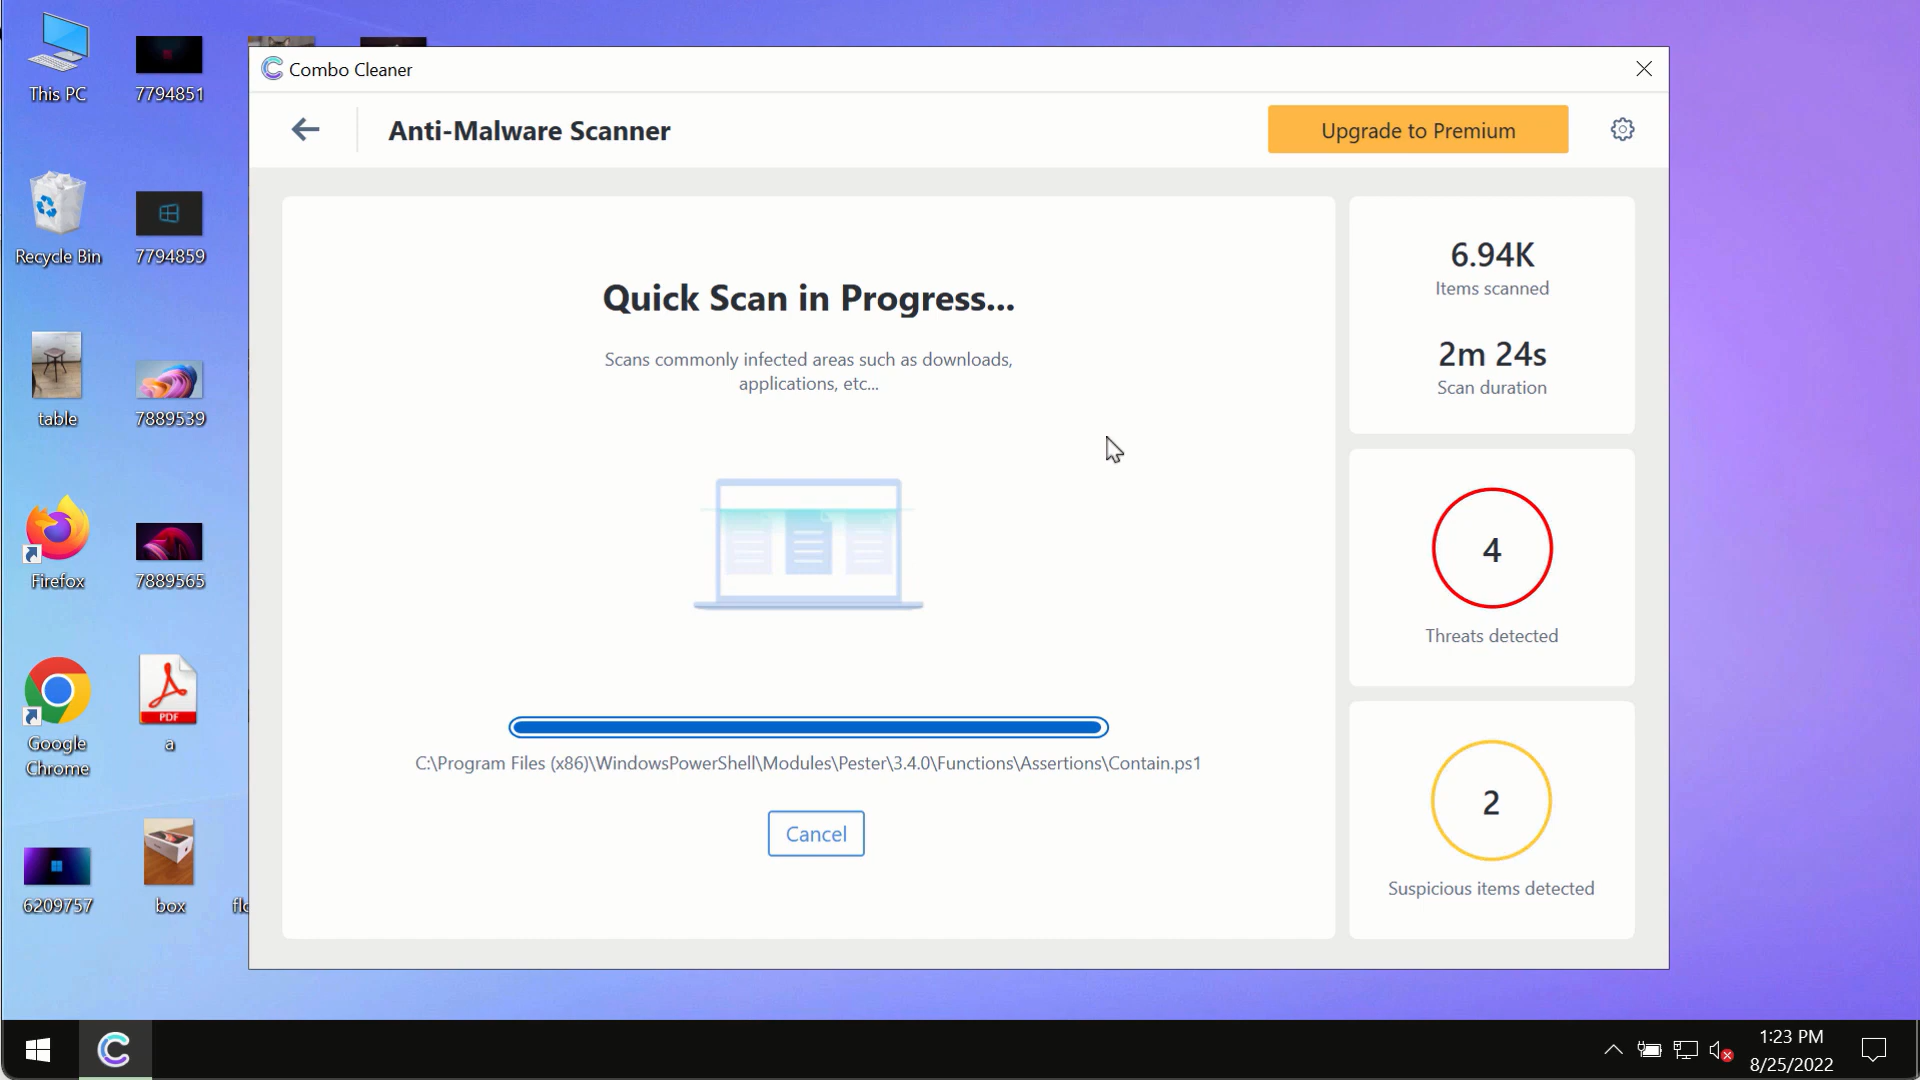 This PC
7794851
Recycle Bin
7794859
table
7889539
Firefox
7889565
Google
Chrome
PDF
a
6209757
box
Combo Cleaner
Anti-Malware Scanner
Upgrade to Premium
Quick Scan in Progress...
Scans commonly infected areas such as downloads,
applications, etc...
C:\Program Files (x86)\WindowsPowerShell\Modules\Pester\3.4.0\Functions\Assertions\Contain.ps1
Cancel
6.94K
Items scanned
2m 24s
Scan duration
4
Threats detected
2
Suspicious items detected
1:23 PM
8/25/2022